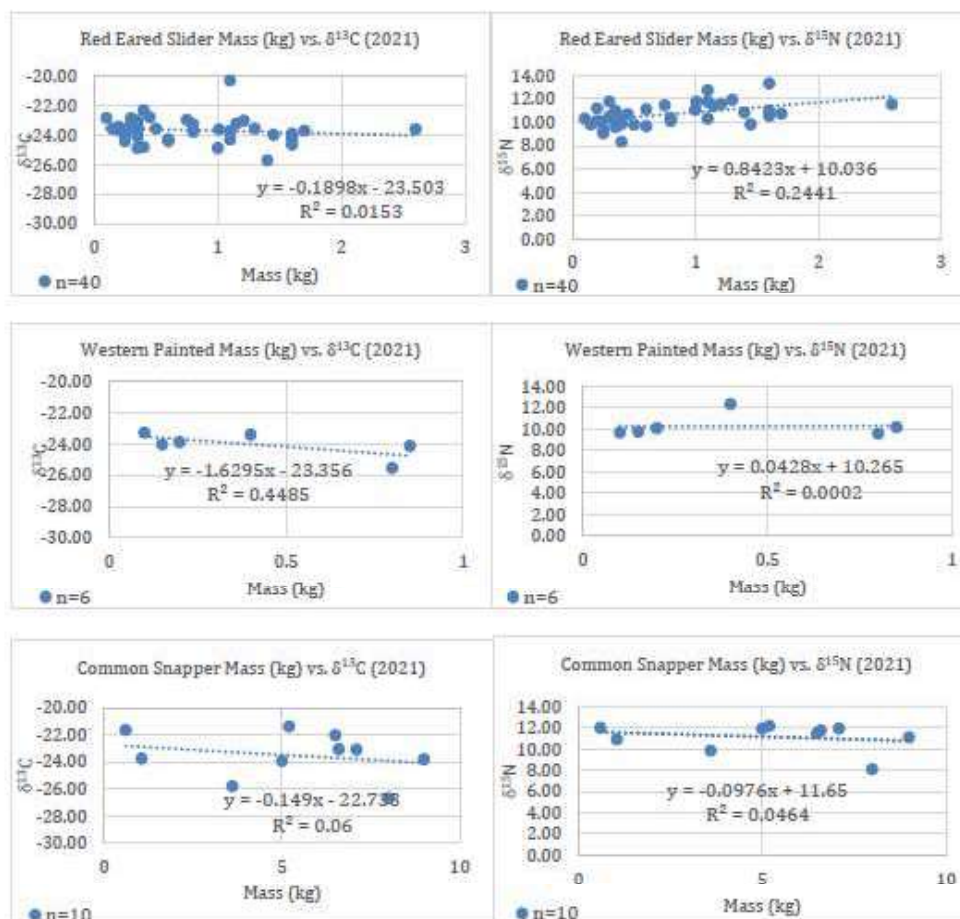 Red Eared Slider Mass (kg) vs. δ¹³C (2021)
-20.00
-22.00
-24.00
-26.00
-28.00
-30.00
δ¹³C
y = -0.1898x - 23.503
R² = 0.0153
0 1 2 3
Mass (kg)
n=40
Red Eared Slider Mass (kg) vs. δ¹⁵N (2021)
14.00
12.00
10.00
8.00
6.00
4.00
2.00
0.00
δ¹⁵N
y = 0.8423x + 10.036
R² = 0.2441
0 1 2 3
Mass (kg)
n=40
Western Painted Mass (kg) vs. δ¹³C (2021)
-20.00
-22.00
-24.00
-26.00
-28.00
-30.00
δ¹³C
y = -1.6295x - 23.356
R² = 0.4485
0 0.5 1
Mass (kg)
n=6
Western Painted Mass (kg) vs. δ¹⁵N (2021)
14.00
12.00
10.00
8.00
6.00
4.00
2.00
0.00
δ¹⁵N
y = 0.0428x + 10.265
R² = 0.0002
0 0.5 1
Mass (kg)
n=6
Common Snapper Mass (kg) vs. δ¹³C (2021)
-20.00
-22.00
-24.00
-26.00
-28.00
-30.00
δ¹³C
y = -0.149x - 22.738
R² = 0.06
0 5 10
Mass (kg)
n=10
Common Snapper Mass (kg) vs. δ¹⁵N (2021)
14.00
12.00
10.00
8.00
6.00
4.00
2.00
0.00
δ¹⁵N
y = -0.0976x + 11.65
R² = 0.0464
0 5 10
Mass (kg)
n=10